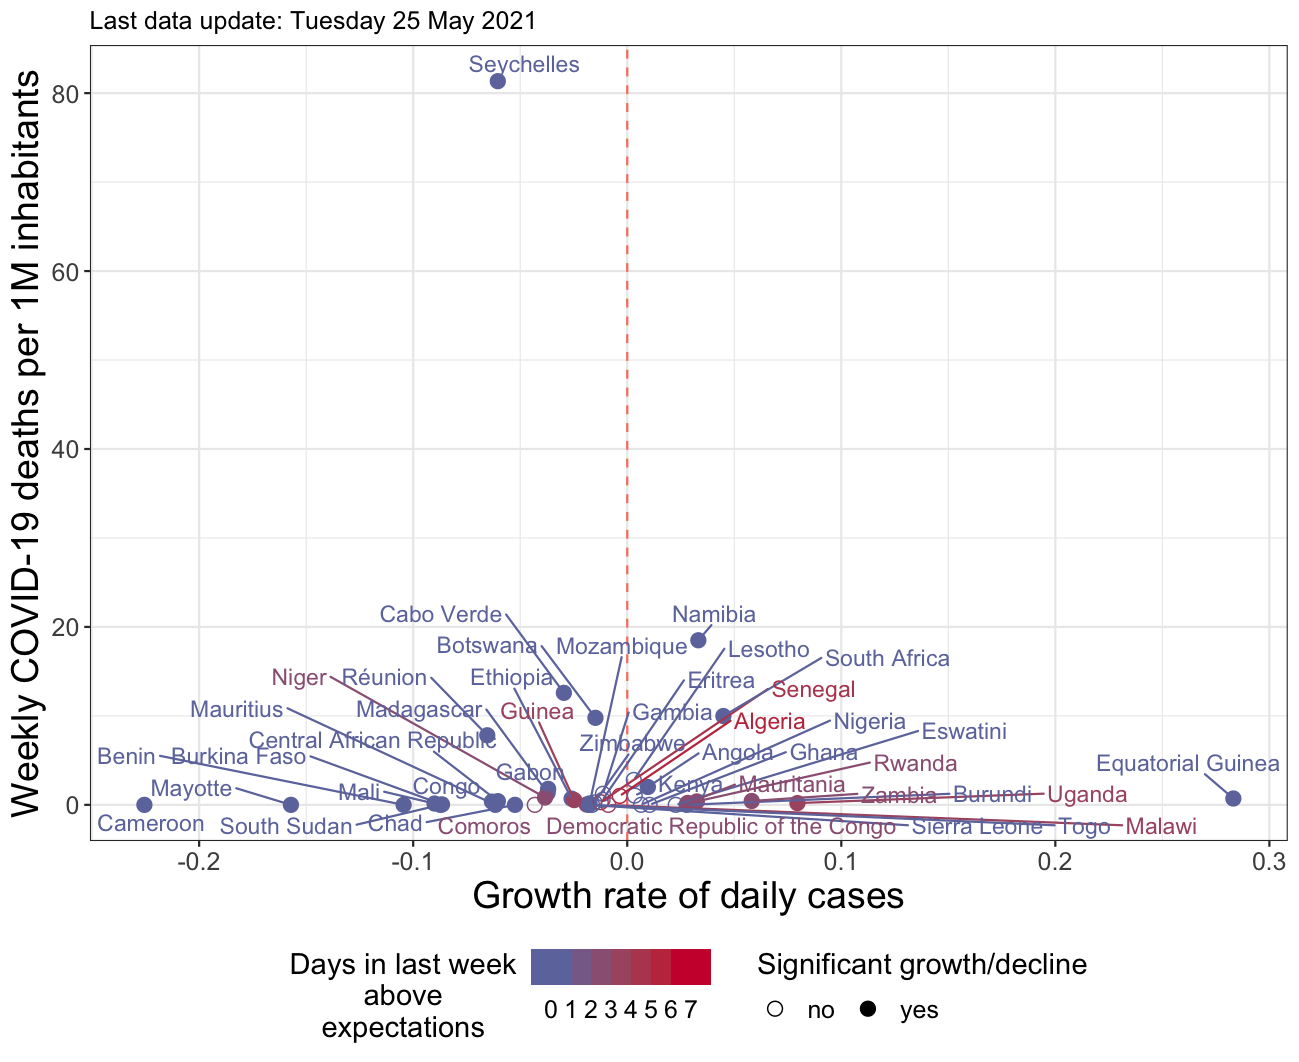 Last data update: Tuesday 25 May 2021
Weekly COVID-19 deaths per 1M inhabitants
80
60
40
20
0
Seychelles
Cabo Verde
Namibia
Botswana
Mozambique
Lesotho
South Africa
Niger
Réunion
Ethiopia
Eritrea
Senegal
Mauritius
Madagascar
Guinea
Gambia
Algeria
Nigeria
Eswatini
Central African Republic
Zimbabwe
Angola
Ghana
Benin
Burkina Faso
Rwanda
Equatorial Guinea
Gabon
Mayotte
Mali
Congo
Kenya
Mauritania
Zambia
Burundi
Uganda
Cameroon
South Sudan
Chad
Comoros
Democratic Republic of the Congo
Sierra Leone
Togo
Malawi
-0.2
-0.1
0.0
0.1
0.2
0.3
Growth rate of daily cases
Days in last week
above
expectations
0 1 2 3 4 5 6 7
Significant growth/decline
no
yes